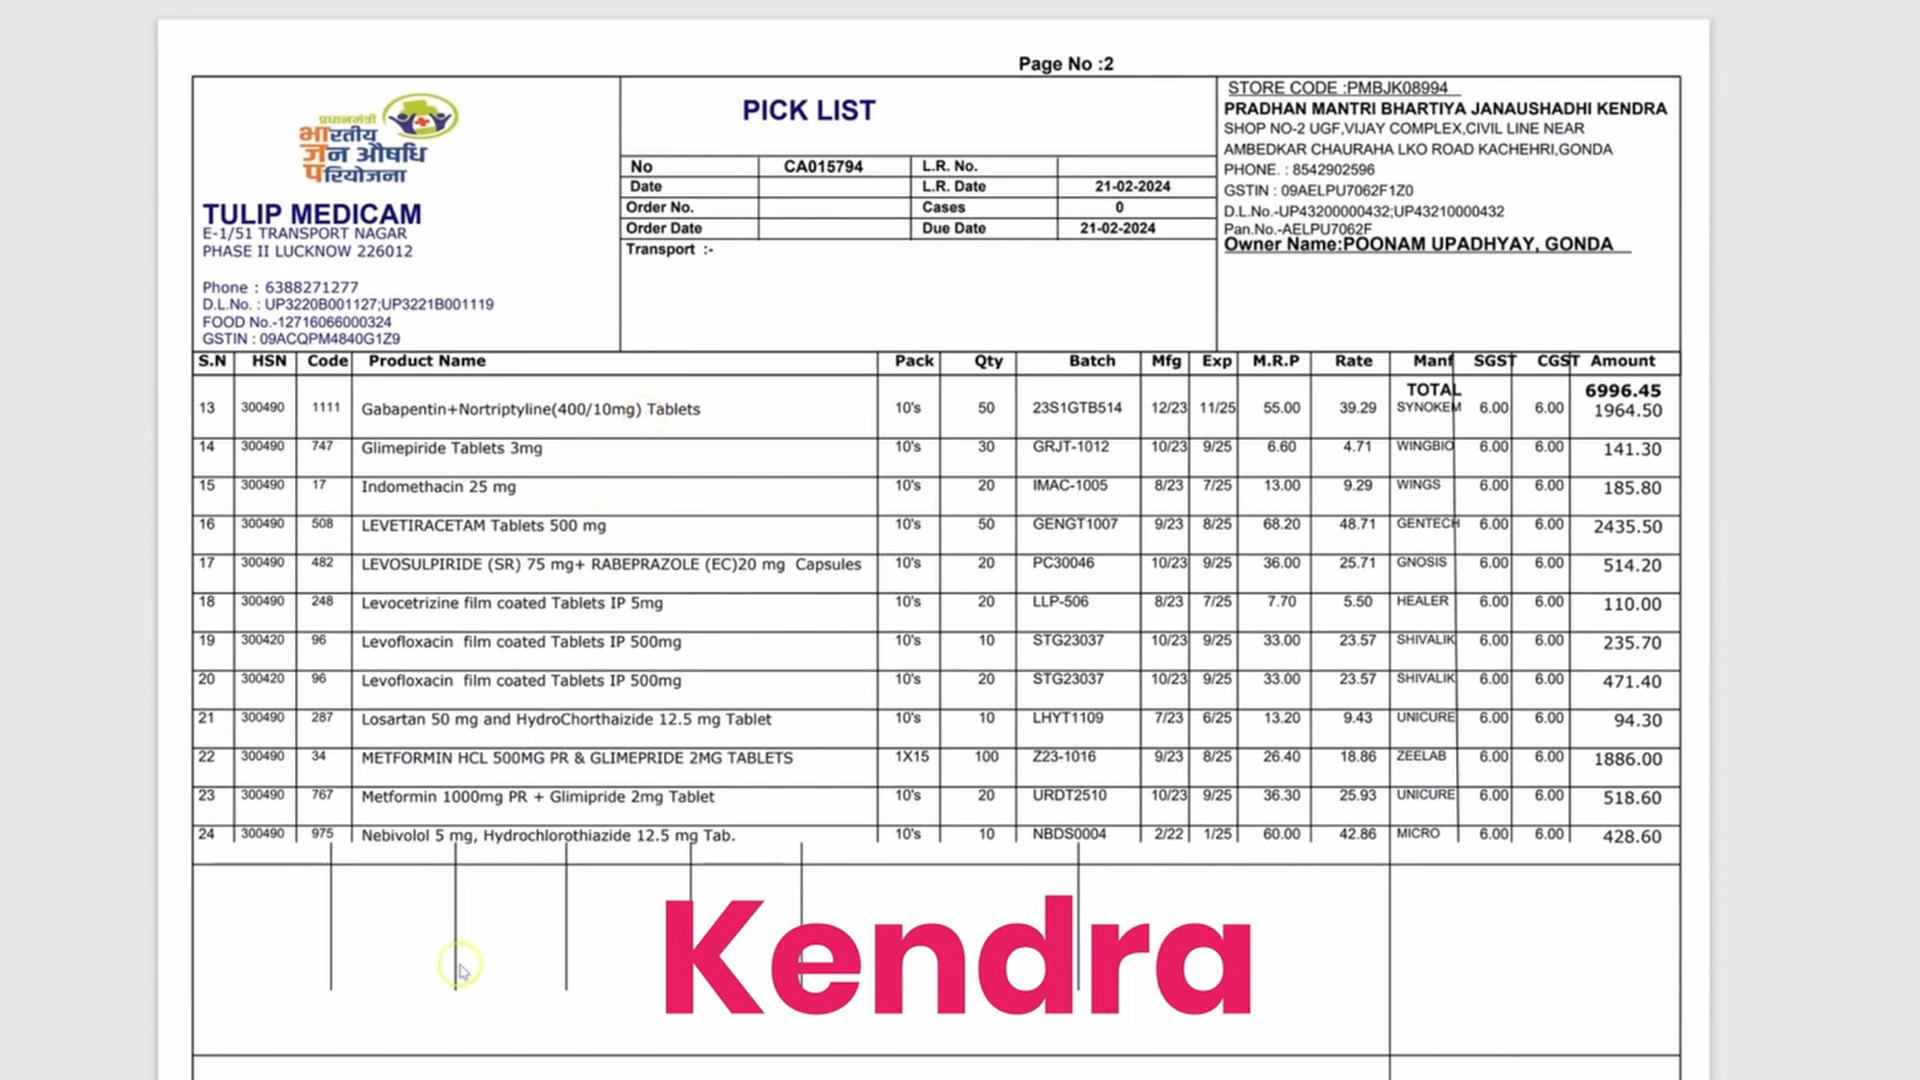 Page No :2
प्रधानमंत्री
भारतीय
जन औषधि
परियोजना
TULIP MEDICAM
E-1/51 TRANSPORT NAGAR
PHASE II LUCKNOW 226012
Phone : 6388271277
D.L.No. : UP3220B001127;UP3221B001119
FOOD No.-12716066000324
GSTIN : 09ACQPM4840G1Z9
PICK LIST
No CA015794 L.R. No.
Date L.R. Date 21-02-2024
Order No. Cases 0
Order Date Due Date 21-02-2024
Transport :-
STORE CODE :PMBJK08994
PRADHAN MANTRI BHARTIYA JANAUSHADHI KENDRA
SHOP NO-2 UGF,VIJAY COMPLEX,CIVIL LINE NEAR
AMBEDKAR CHAURAHA LKO ROAD KACHEHRI,GONDA
PHONE. : 8542902596
GSTIN : 09AELPU7062F1Z0
D.L.No.-UP43200000432;UP43210000432
Pan.No.-AELPU7062F
Owner Name:POONAM UPADHYAY, GONDA
S.N HSN Code Product Name Pack Qty Batch Mfg Exp M.R.P Rate Manf SGST CGST Amount
TOTAL 6996.45
13 300490 1111 Gabapentin+Nortriptyline(400/10mg) Tablets 10's 50 23S1GTB514 12/23 11/25 55.00 39.29 SYNOKEM 6.00 6.00 1964.50
14 300490 747 Glimepiride Tablets 3mg 10's 30 GRJT-1012 10/23 9/25 6.60 4.71 WINGBIO 6.00 6.00 141.30
15 300490 17 Indomethacin 25 mg 10's 20 IMAC-1005 8/23 7/25 13.00 9.29 WINGS 6.00 6.00 185.80
16 300490 508 LEVETIRACETAM Tablets 500 mg 10's 50 GENGT1007 9/23 8/25 68.20 48.71 GENTECH 6.00 6.00 2435.50
17 300490 482 LEVOSULPIRIDE (SR) 75 mg+ RABEPRAZOLE (EC)20 mg Capsules 10's 20 PC30046 10/23 9/25 36.00 25.71 GNOSIS 6.00 6.00 514.20
18 300490 248 Levocetrizine film coated Tablets IP 5mg 10's 20 LLP-506 8/23 7/25 7.70 5.50 HEALER 6.00 6.00 110.00
19 300420 96 Levofloxacin film coated Tablets IP 500mg 10's 10 STG23037 10/23 9/25 33.00 23.57 SHIVALIK 6.00 6.00 235.70
20 300420 96 Levofloxacin film coated Tablets IP 500mg 10's 20 STG23037 10/23 9/25 33.00 23.57 SHIVALIK 6.00 6.00 471.40
21 300490 287 Losartan 50 mg and HydroChorthaizide 12.5 mg Tablet 10's 10 LHYT1109 7/23 6/25 13.20 9.43 UNICURE 6.00 6.00 94.30
22 300490 34 METFORMIN HCL 500MG PR & GLIMEPRIDE 2MG TABLETS 1X15 100 Z23-1016 9/23 8/25 26.40 18.86 ZEELAB 6.00 6.00 1886.00
23 300490 767 Metformin 1000mg PR + Glimipride 2mg Tablet 10's 20 URDT2510 10/23 9/25 36.30 25.93 UNICURE 6.00 6.00 518.60
24 300490 975 Nebivolol 5 mg, Hydrochlorothiazide 12.5 mg Tab. 10's 10 NBDS0004 2/22 1/25 60.00 42.86 MICRO 6.00 6.00 428.60
Kendra